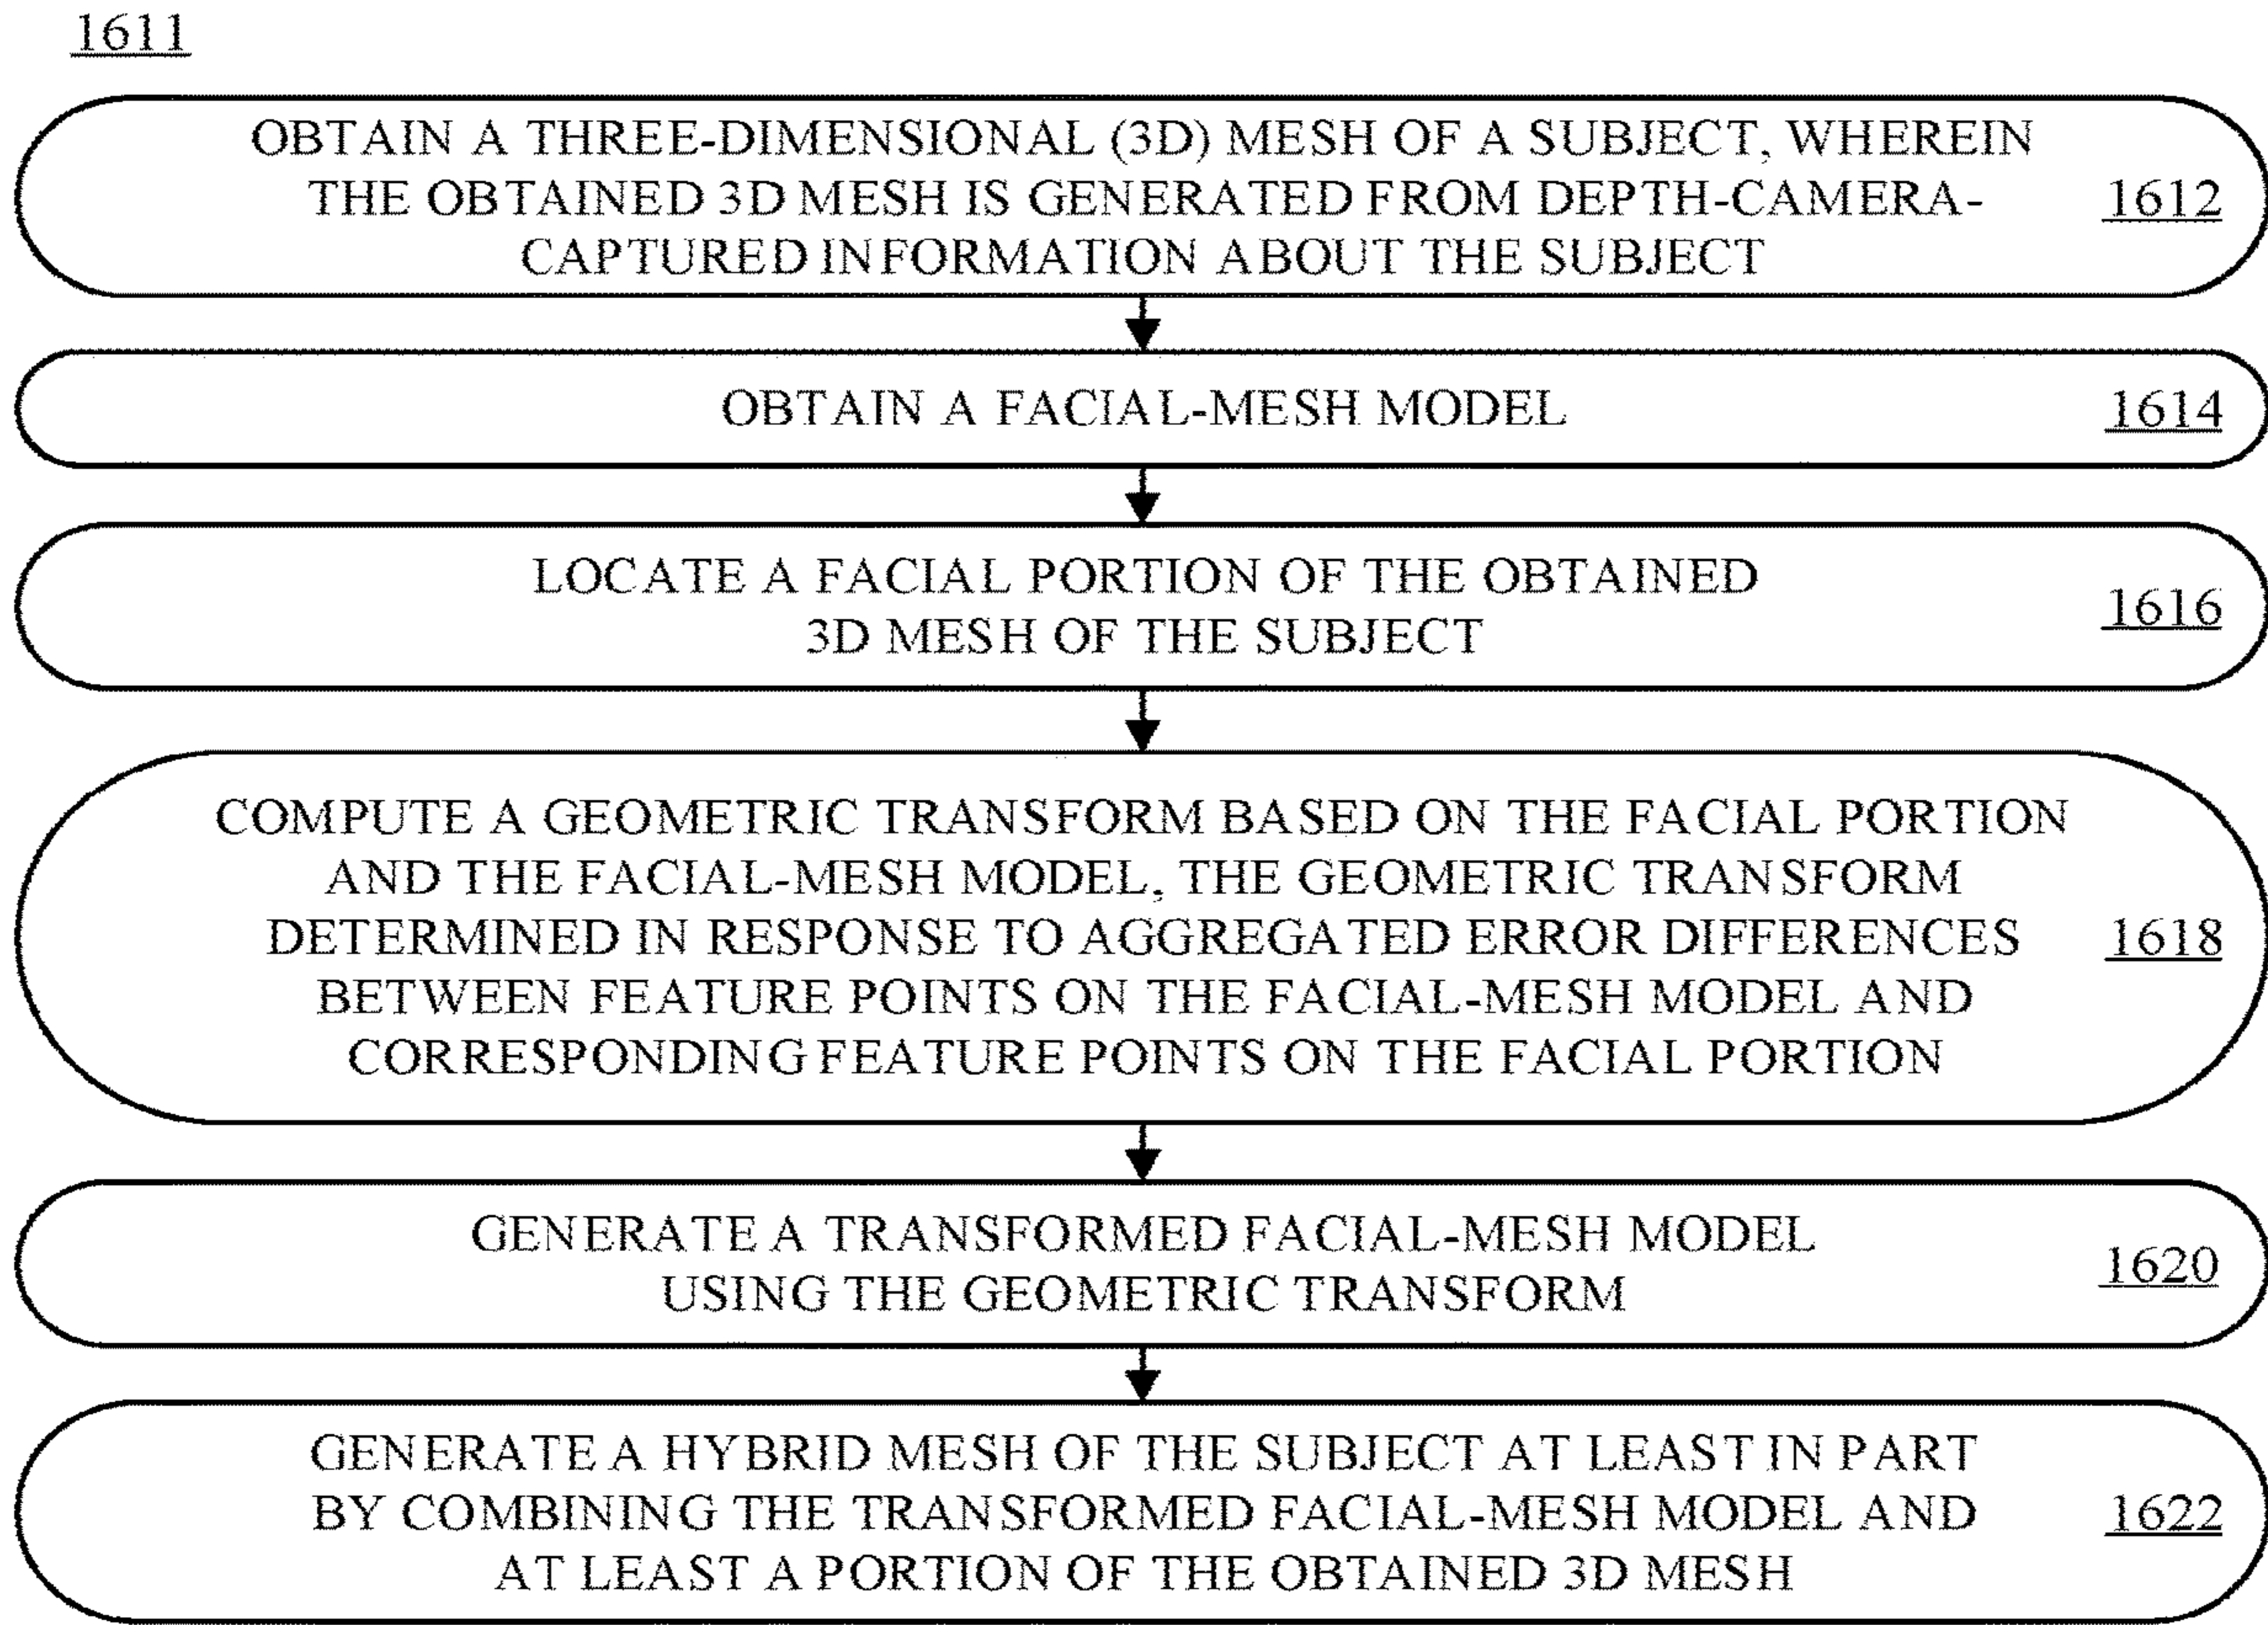 1611
OBTAIN A THREE-DIMENSIONAL (3D) MESH OF A SUBJECT, WHEREIN
THE OBTAINED 3D MESH IS GENERATED FROM DEPTH-CAMERA-
CAPTURED INFORMATION ABOUT THE SUBJECT
1612
OBTAIN A FACIAL-MESH MODEL
1614
LOCATE A FACIAL PORTION OF THE OBTAINED
3D MESH OF THE SUBJECT
1616
COMPUTE A GEOMETRIC TRANSFORM BASED ON THE FACIAL PORTION
AND THE FACIAL-MESH MODEL, THE GEOMETRIC TRANSFORM
DETERMINED IN RESPONSE TO AGGREGATED ERROR DIFFERENCES
BETWEEN FEATURE POINTS ON THE FACIAL-MESH MODEL AND
CORRESPONDING FEATURE POINTS ON THE FACIAL PORTION
1618
GENERATE A TRANSFORMED FACIAL-MESH MODEL
USING THE GEOMETRIC TRANSFORM
1620
GENERATE A HYBRID MESH OF THE SUBJECT AT LEAST IN PART
BY COMBINING THE TRANSFORMED FACIAL-MESH MODEL AND
AT LEAST A PORTION OF THE OBTAINED 3D MESH
1622